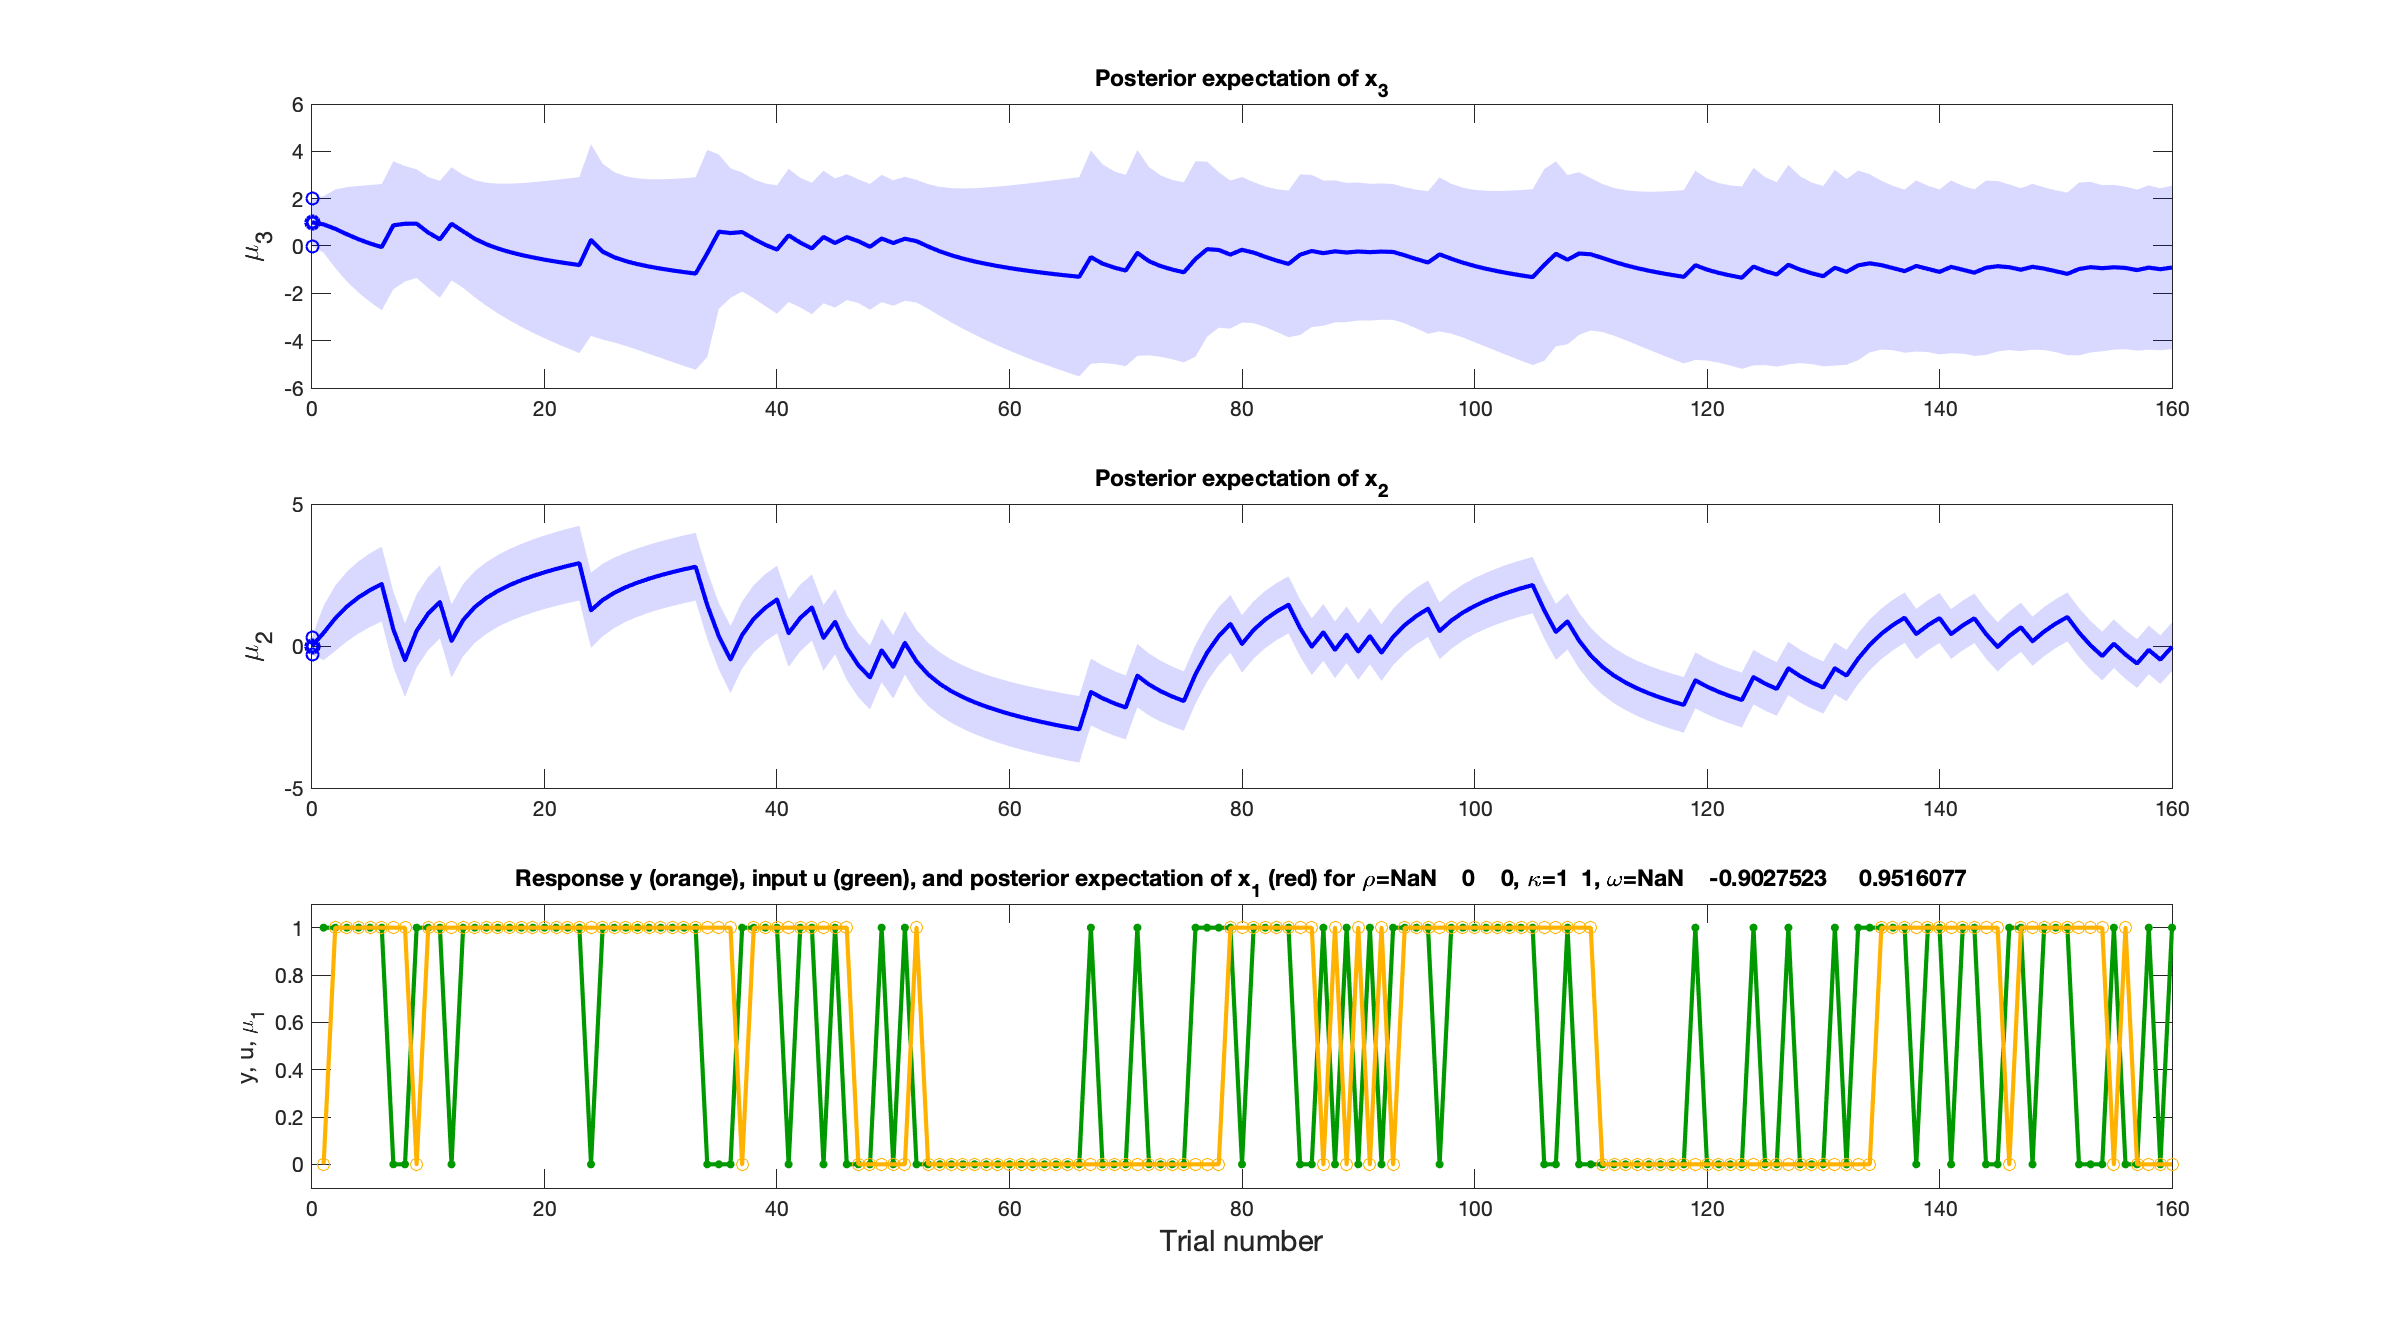 Posterior expectation of x3
6
4
2
0
-2
-4
-6
μ3
0 20 40 60 80 100 120 140 160
Posterior expectation of x2
5
0
-5
μ2
0 20 40 60 80 100 120 140 160
Response y (orange), input u (green), and posterior expectation of x1 (red) for ρ=NaN 0 0, κ=1 1, ω=NaN -0.9027523 0.9516077
1
0.8
0.6
0.4
0.2
0
y, u, μ1
0 20 40 60 80 100 120 140 160
Trial number